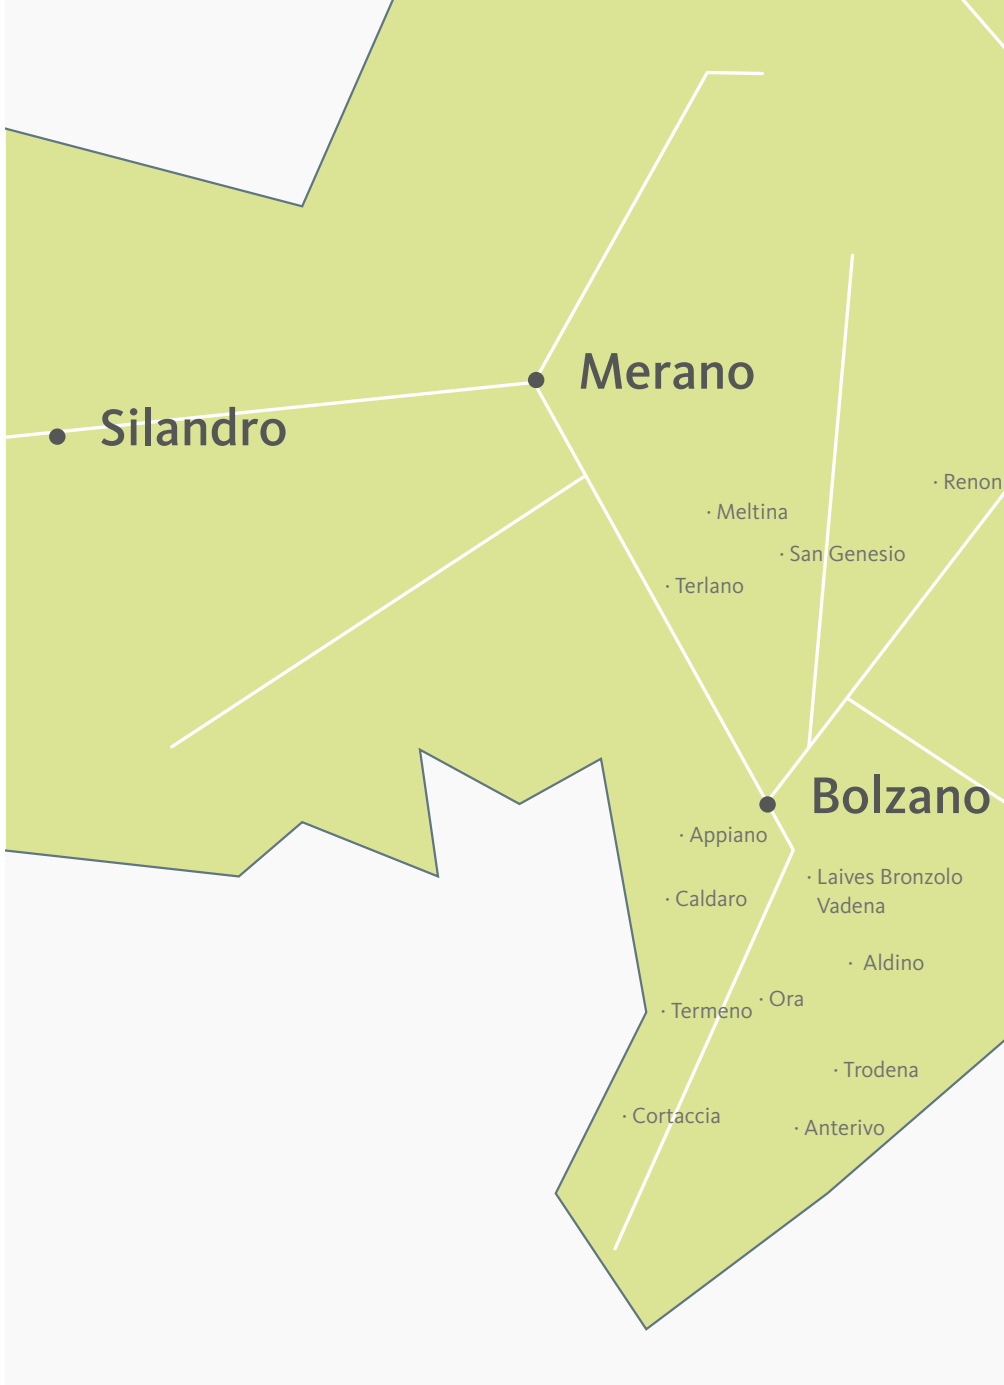 Merano
Silandro
· Renon
· Meltina
· San Genesio
· Terlano
Bolzano
· Appiano
· Laives Bronzolo
Vadena
· Caldaro
· Aldino
· Ora
· Termeno
· Trodena
· Cortaccia
· Anterivo